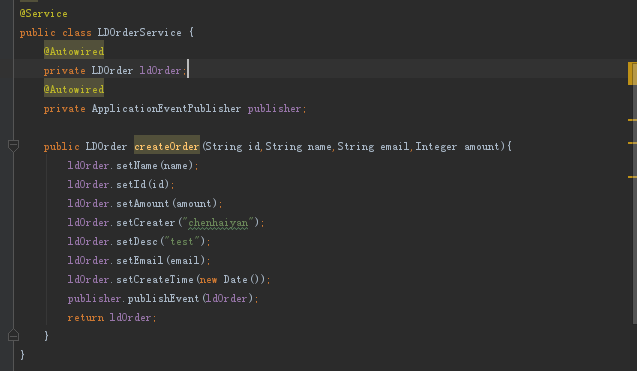 @Service
public class LDOrderService {
@Autowired
private LDOrder ldOrder;
@Autowired
private ApplicationEventPublisher publisher;
public LDOrder createOrder(String id,String name,String email,Integer amount){
ldOrder.setName(name);
ldOrder.setId(id);
ldOrder.setAmount(amount);
ldOrder.setCreater("chenhaiyan");
ldOrder.setDesc("test");
ldOrder.setEmail(email);
ldOrder.setCreateTime(new Date());
publisher.publishEvent(ldOrder);
return ldOrder;
}
}